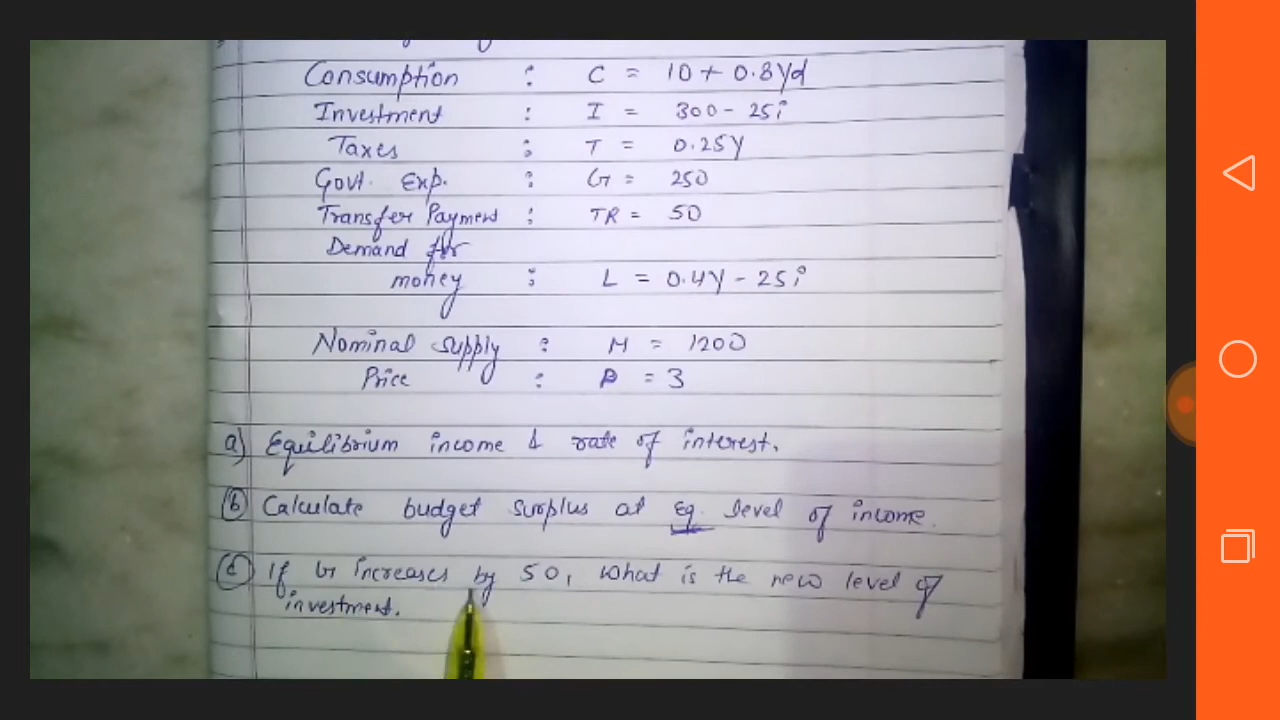 Consumption : C = 10 + 0.8Yd
Investment : I = 300 - 25i
Taxes : T = 0.25Y
Govt. Exp. : G = 250
Transfer Payment : TR = 50
Demand for
money : L = 0.4Y - 25i
Nominal supply : M = 1200
Price : P = 3
a) Equilibrium income & rate of interest.
(b) Calculate budget surplus at Eq. level of income.
(c) If G increases by 50, What is the new level of
investment.